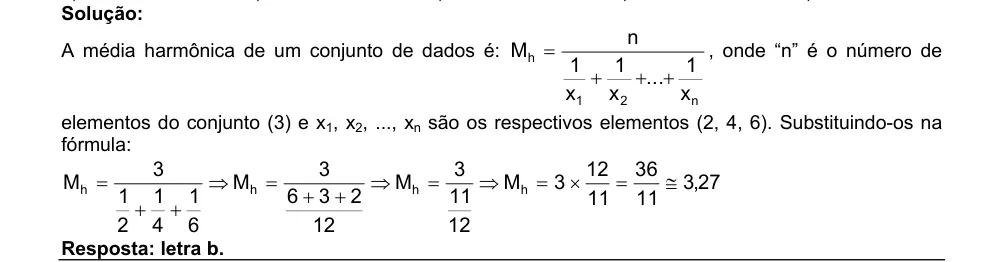 Solução:
A média harmônica de um conjunto de dados é: Mₕ = n / (1/x₁ + 1/x₂ +...+ 1/xₙ), onde “n” é o número de
elementos do conjunto (3) e x₁, x₂, ..., xₙ são os respectivos elementos (2, 4, 6). Substituindo-os na
fórmula:
Mₕ = 3 / (1/2 + 1/4 + 1/6) ⇒ Mₕ = 3 / ((6 + 3 + 2)/12) ⇒ Mₕ = 3 / (11/12) ⇒ Mₕ = 3 × 12/11 = 36/11 ≅ 3,27
Resposta: letra b.